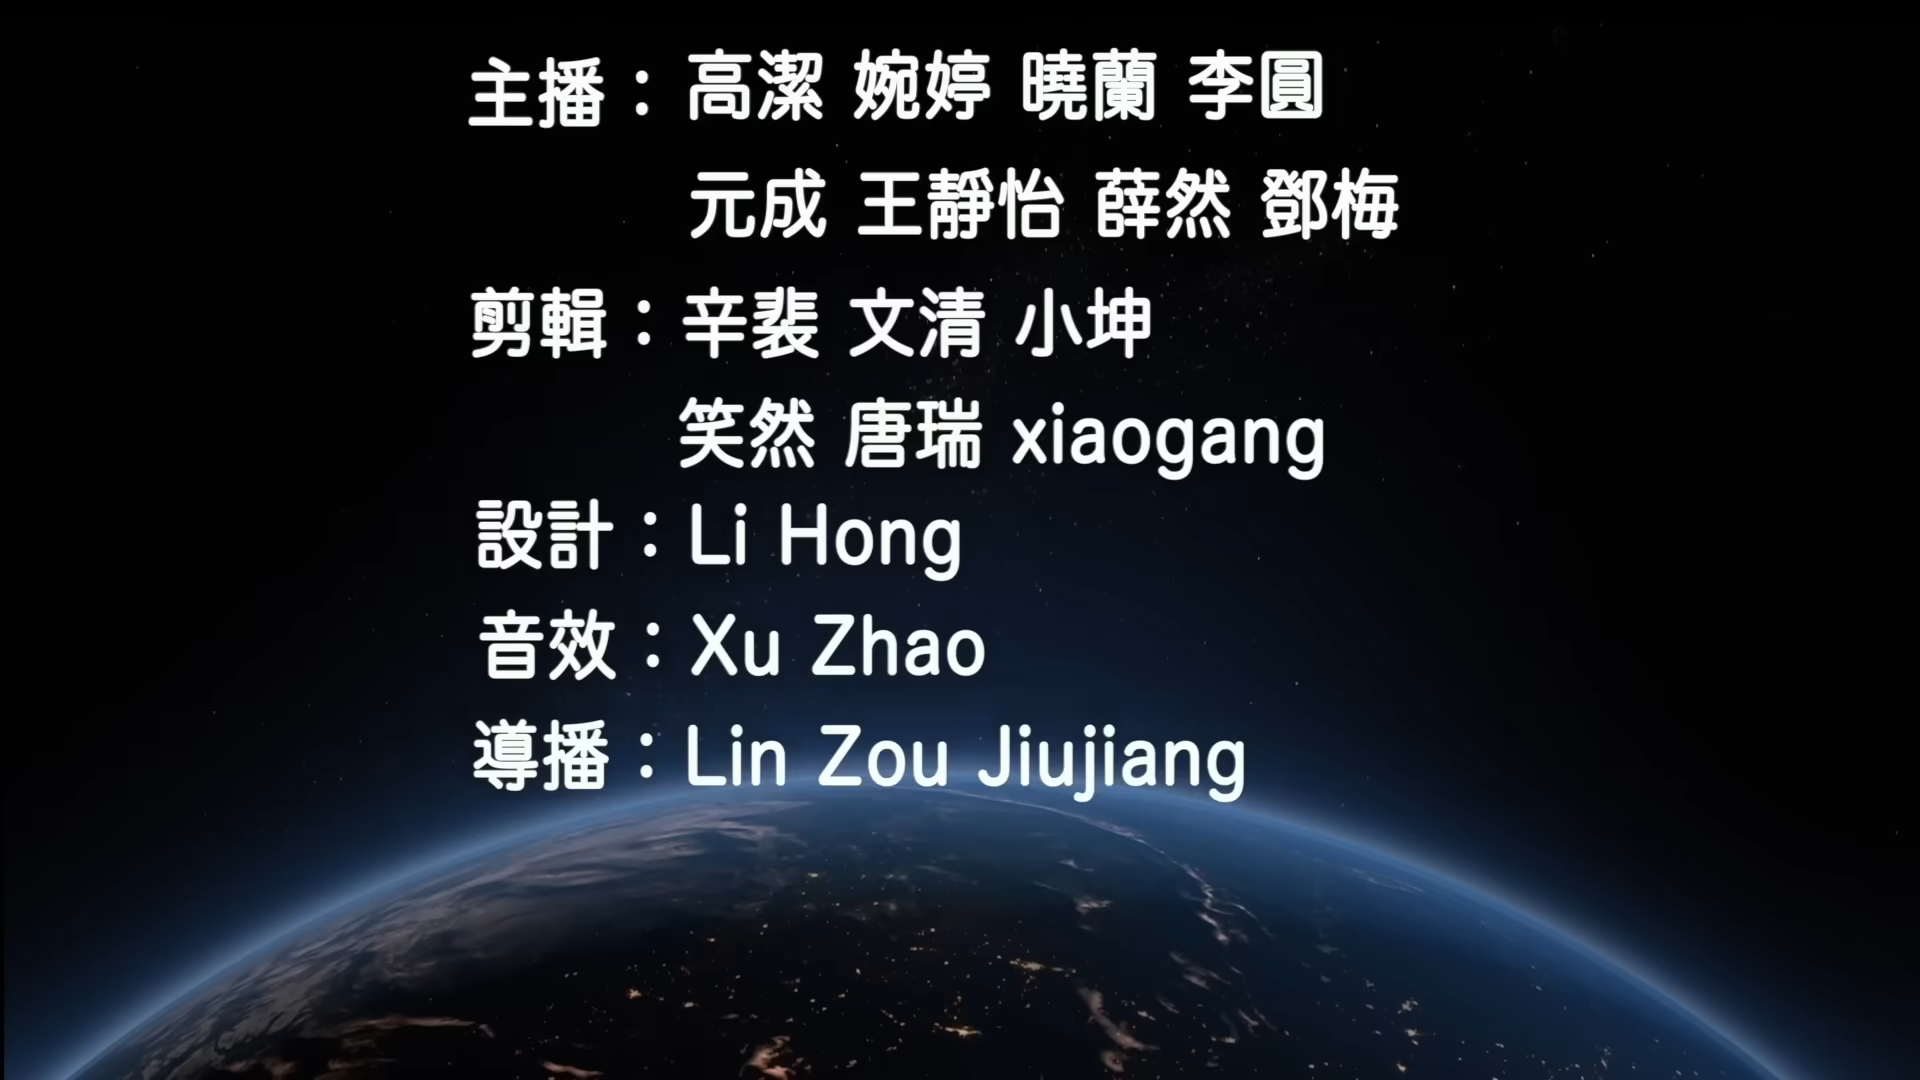 主播：高潔 婉婷 曉蘭 李圓
元成 王靜怡 薛然 鄧梅
剪輯：辛裴 文清 小坤
笑然 唐瑞 xiaogang
設計：Li Hong
音效：Xu Zhao
導播：Lin Zou Jiujiang